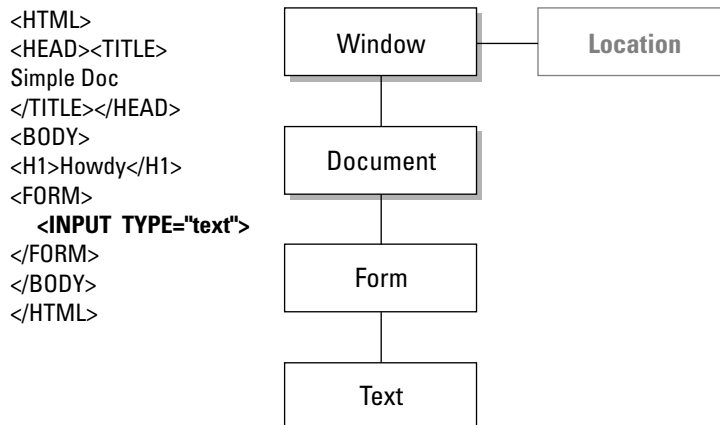 <HTML>
<HEAD><TITLE>
Simple Doc
</TITLE></HEAD>
<BODY>
<H1>Howdy</H1>
<FORM>
<INPUT TYPE="text">
</FORM>
</BODY>
</HTML>
Window
Location
Document
Form
Text